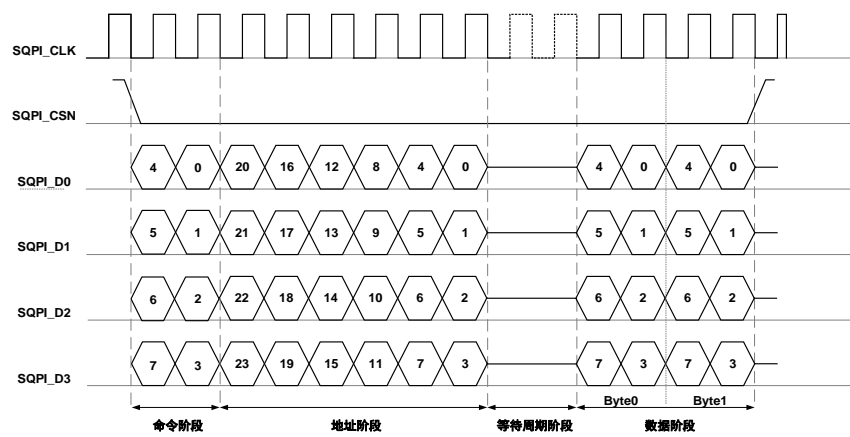 SQPI_CLK
SQPI_CSN
SQPI_D0 4 0 20 16 12 8 4 0 4 0 4 0
SQPI_D1 5 1 21 17 13 9 5 1 5 1 5 1
SQPI_D2 6 2 22 18 14 10 6 2 6 2 6 2
SQPI_D3 7 3 23 19 15 11 7 3 7 3 7 3
Byte0 Byte1
命令阶段 地址阶段 等待周期阶段 数据阶段